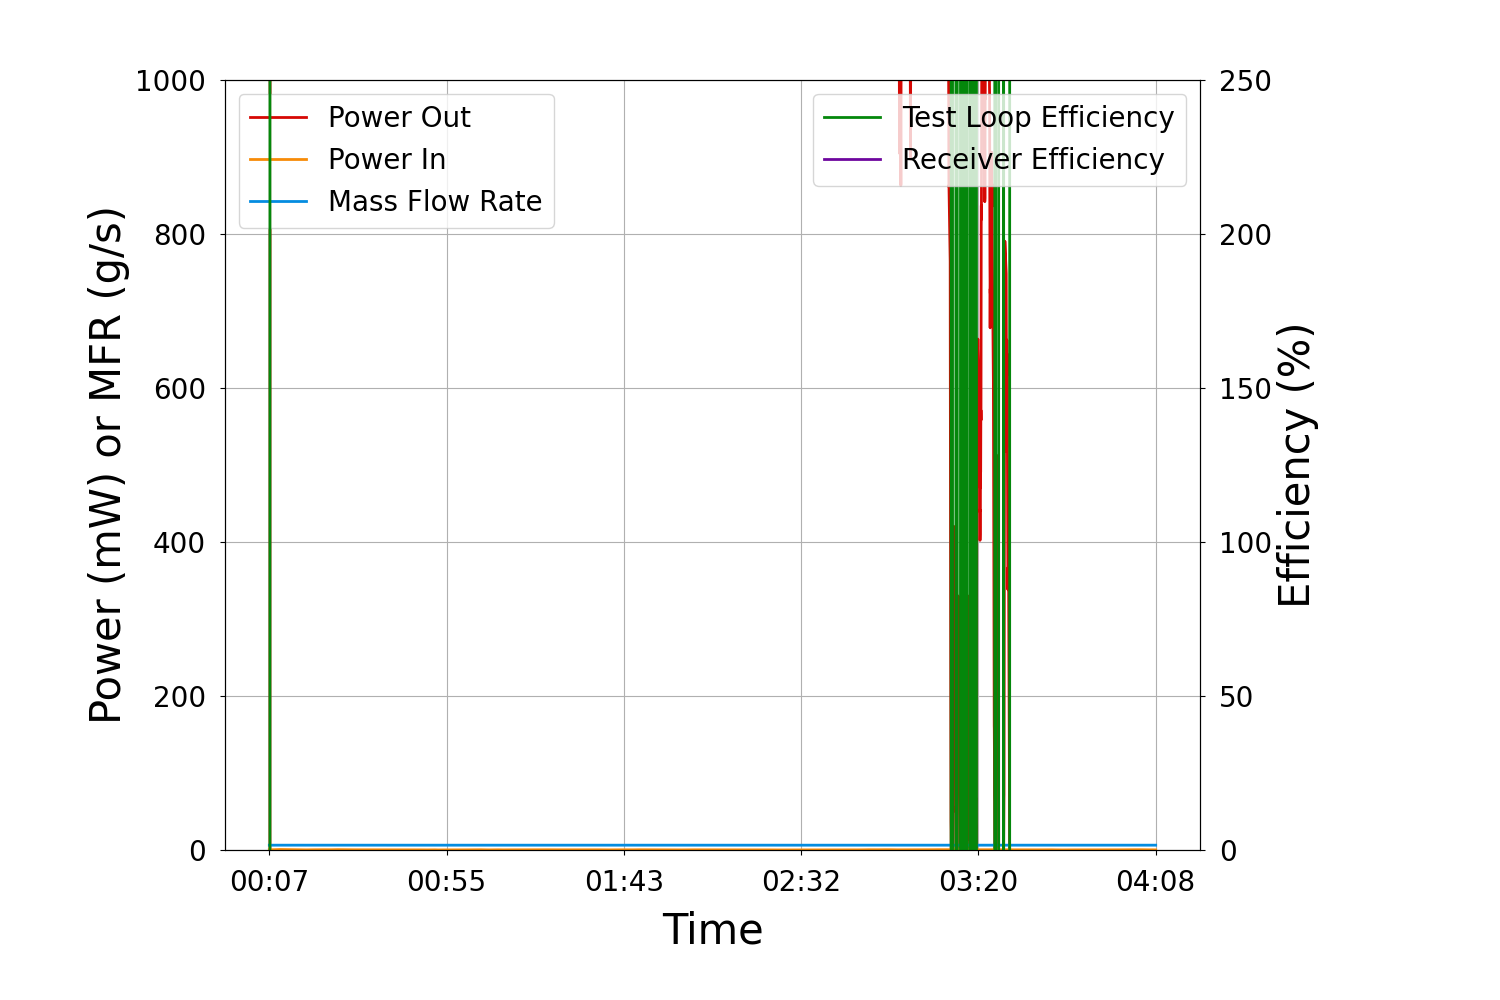 1000
800
600
400
200
0
Power (mW) or MFR (g/s)
Power Out
Power In
Mass Flow Rate
Test Loop Efficiency
Receiver Efficiency
250
200
150
100
50
0
Efficiency (%)
00:07 00:55 01:43 02:32 03:20 04:08
Time